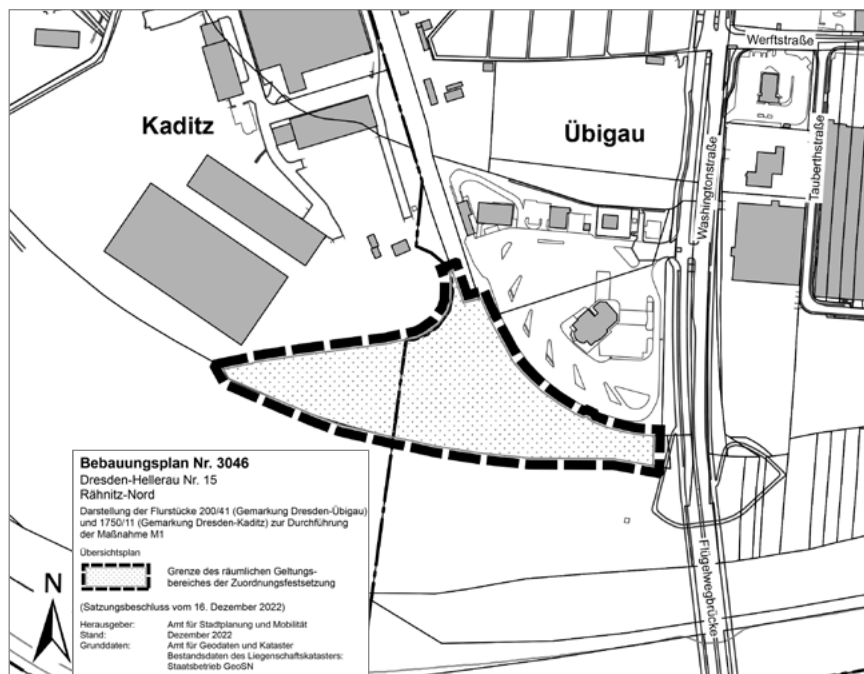 Werftstraße
Kaditz
Übigau
Washingtonstraße
Tauberthstraße
Flügelwegbrücke
Bebauungsplan Nr. 3046
Dresden-Hellerau Nr. 15
Rähnitz-Nord
Darstellung der Flurstücke 200/41 (Gemarkung Dresden-Übigau)
und 1750/11 (Gemarkung Dresden-Kaditz) zur Durchführung
der Maßnahme M1
Übersichtsplan
Grenze des räumlichen Geltungs-
bereiches der Zuordnungsfestsetzung
(Satzungsbeschluss vom 16. Dezember 2022)
Herausgeber: Amt für Stadtplanung und Mobilität
Stand: Dezember 2022
Grunddaten: Amt für Geodaten und Kataster
Bestandsdaten des Liegenschaftskatasters:
Staatsbetrieb GeoSN
N